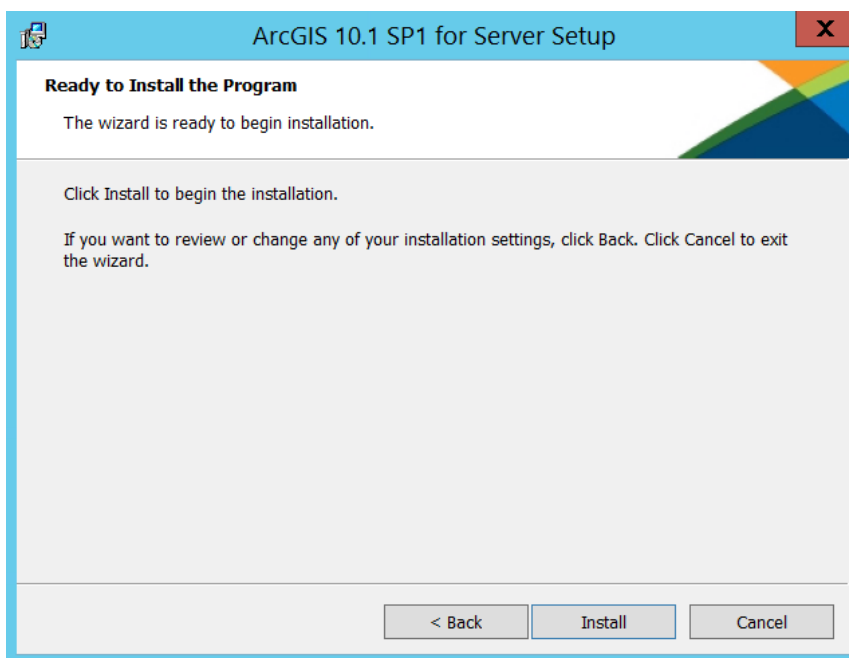 ArcGIS 10.1 SP1 for Server Setup
X
Ready to Install the Program
The wizard is ready to begin installation.
Click Install to begin the installation.
If you want to review or change any of your installation settings, click Back. Click Cancel to exit
the wizard.
< Back Install Cancel